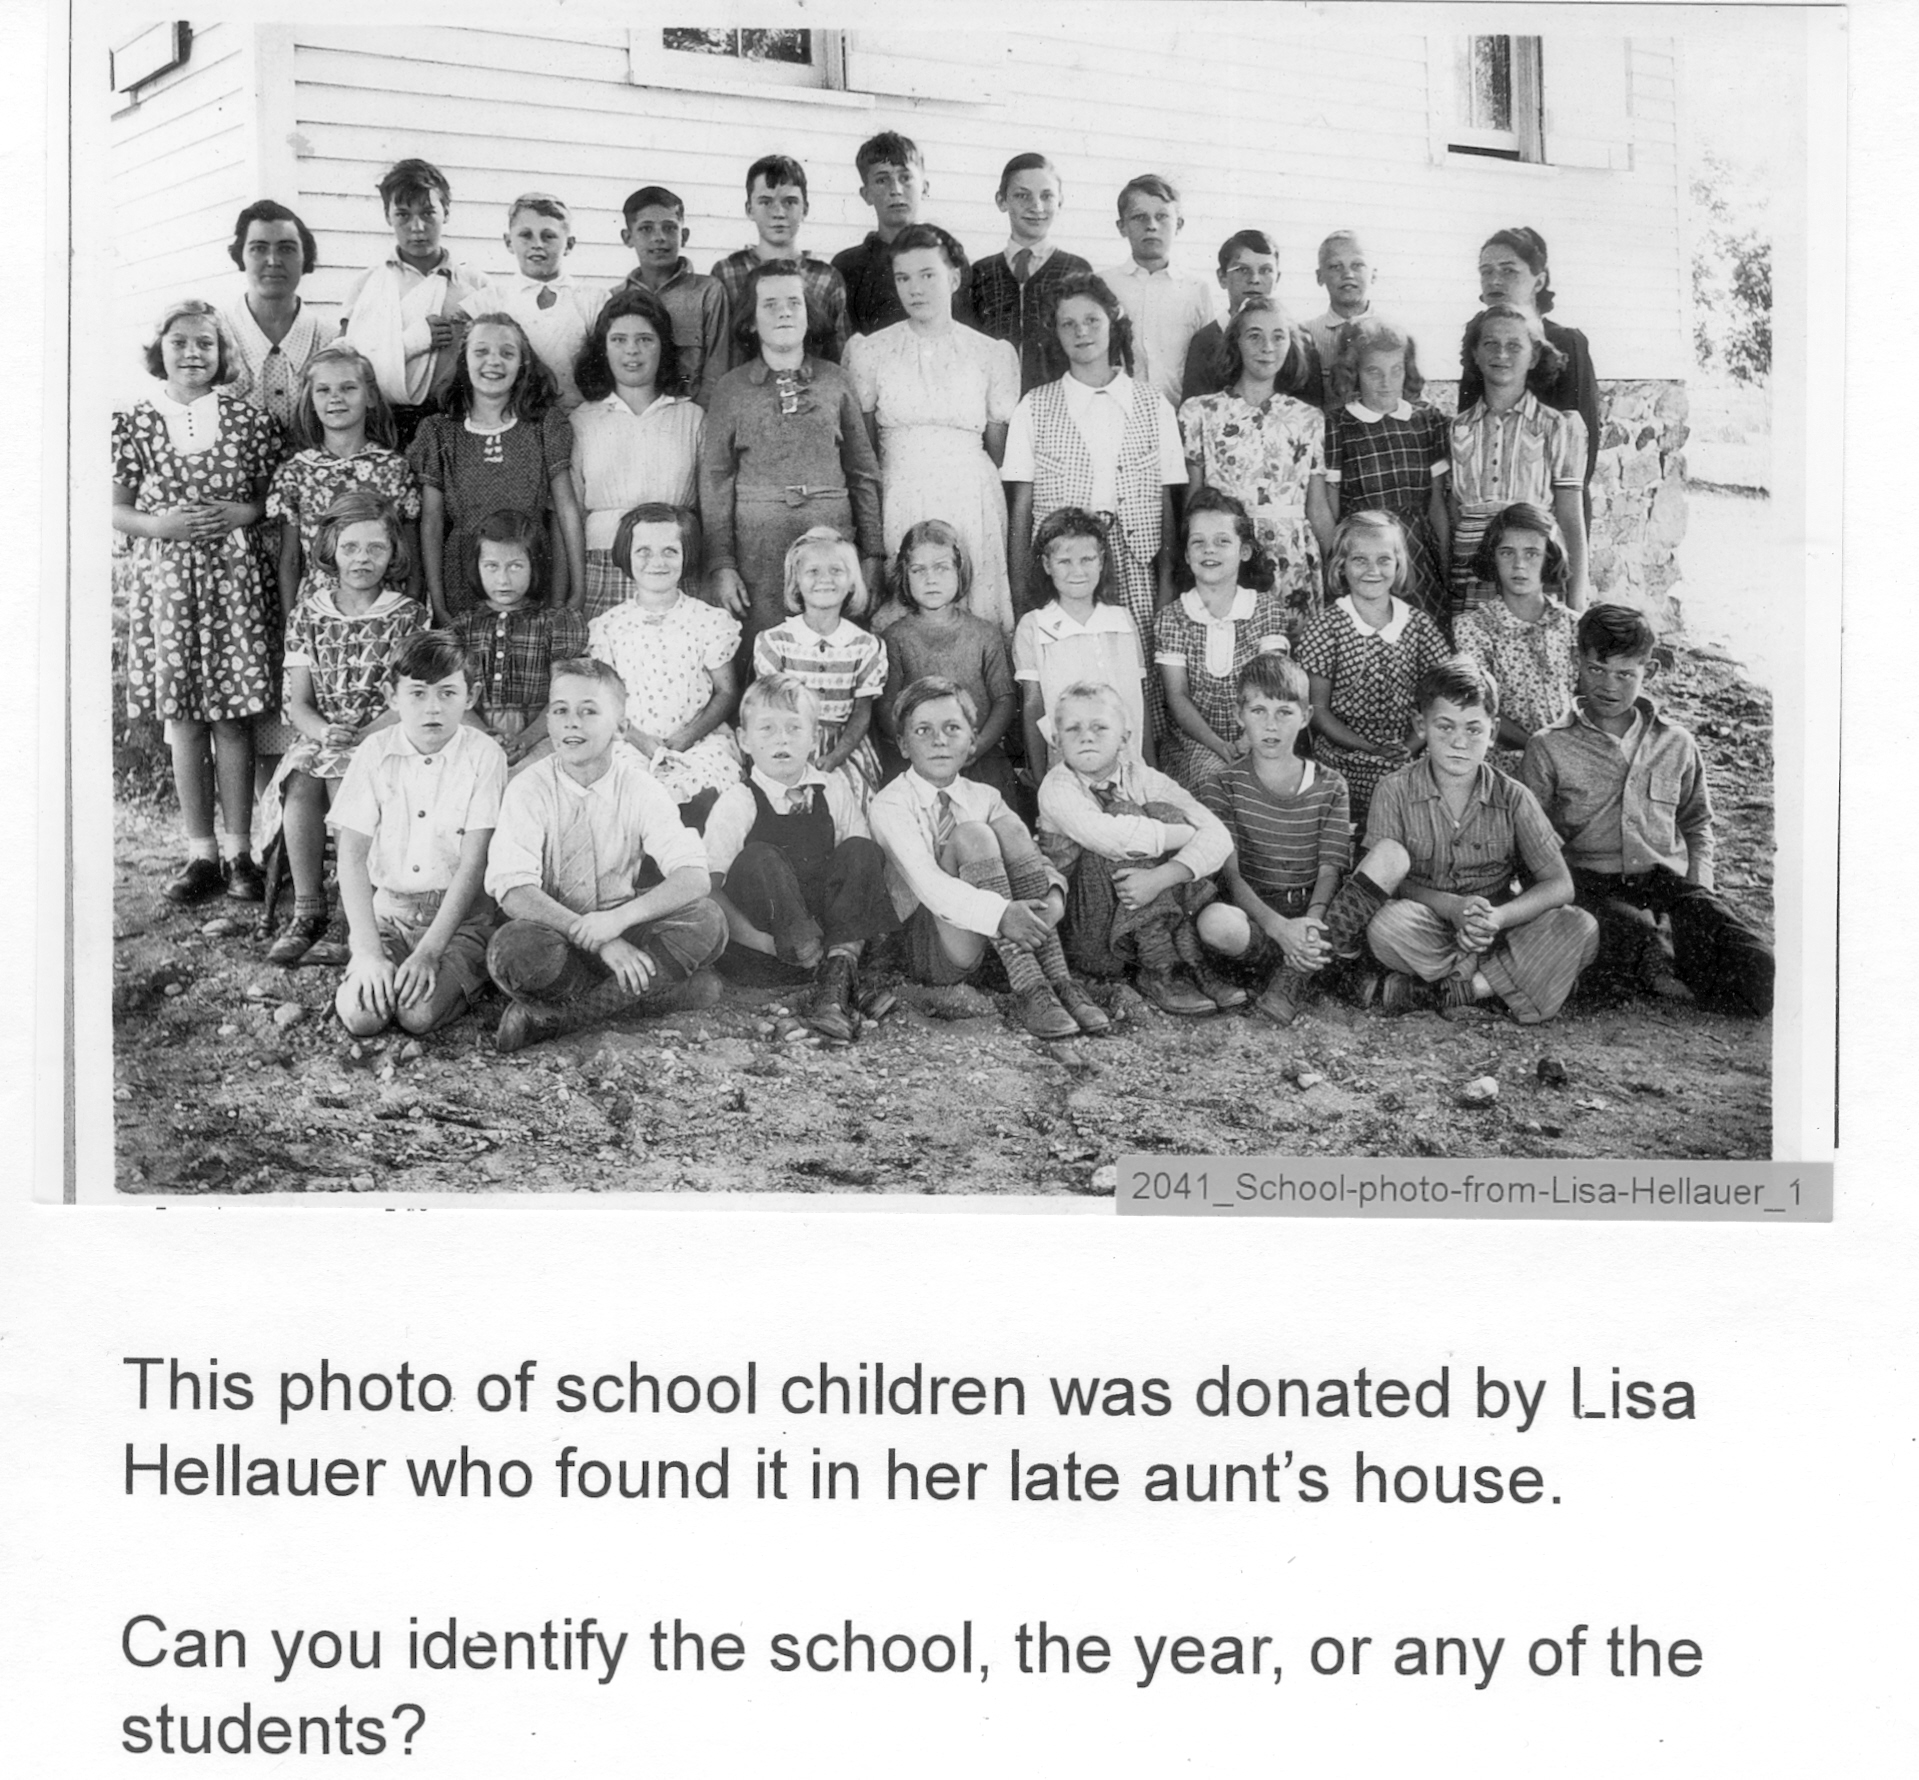 2041_School-photo-from-Lisa-Hellauer_1
This photo of school children was donated by Lisa
Hellauer who found it in her late aunt’s house.
Can you identify the school, the year, or any of the
students?